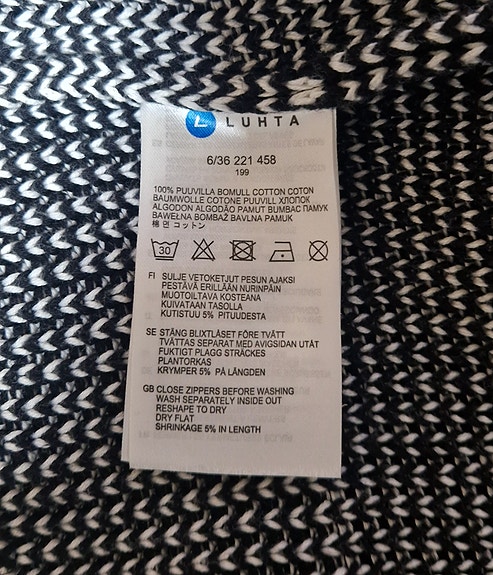 L LUHTA
6/36 221 458
199
100% PUUVILLA BOMULL COTTON COTON
BAUMWOLLE COTONE PUUVILL ХЛОПОК
ALGODON ALGODÃO PAMUT BUMBAC ПАМУК
BAWEŁNA BOMBAŽ BAVLNA PAMUK
棉 면 コットン
30
FI SULJE VETOKETJUT PESUN AJAKSI
PESTÄVÄ ERILLÄÄN NURINPÄIN
MUOTOILTAVA KOSTEANA
KUIVATAAN TASOLLA
KUTISTUU 5% PITUUDESTA
SE STÄNG BLIXTLÅSET FÖRE TVÄTT
TVÄTTAS SEPARAT MED AVIGSIDAN UTÅT
FUKTIGT PLAGG STRÄCKES
PLANTORKAS
KRYMPER 5% PÅ LÄNGDEN
GB CLOSE ZIPPERS BEFORE WASHING
WASH SEPARATELY INSIDE OUT
RESHAPE TO DRY
DRY FLAT
SHRINKAGE 5% IN LENGTH